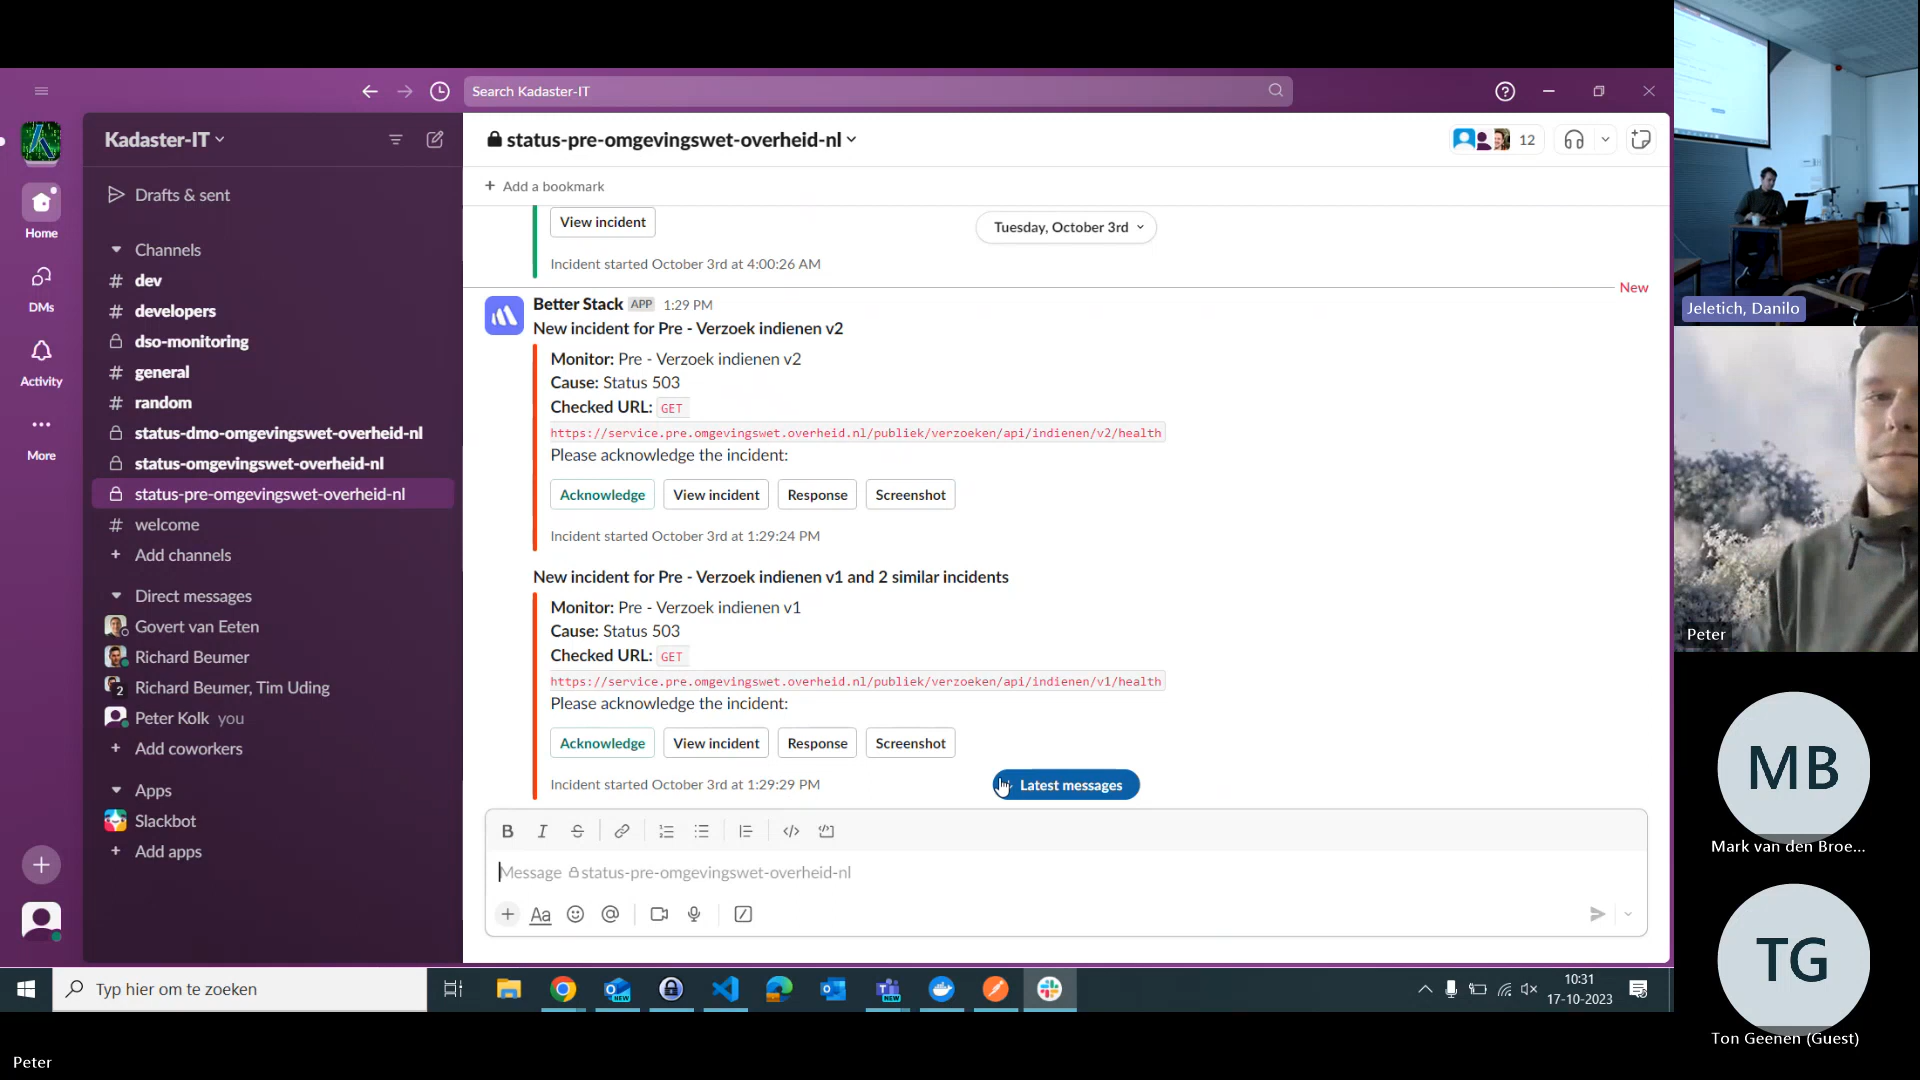 Search Kadaster-IT
Kadaster-IT
Drafts & sent
Home
DMs
Activity
More
Channels
# dev
# developers
dso-monitoring
# general
# random
status-dmo-omgevingswet-overheid-nl
status-omgevingswet-overheid-nl
status-pre-omgevingswet-overheid-nl
# welcome
+ Add channels
Direct messages
Govert van Eeten
Richard Beumer
2 Richard Beumer, Tim Uding
Peter Kolk you
+ Add coworkers
Apps
Slackbot
+ Add apps
status-pre-omgevingswet-overheid-nl
12
+ Add a bookmark
View incident
Tuesday, October 3rd
Incident started October 3rd at 4:00:26 AM
New
Better Stack APP 1:29 PM
New incident for Pre - Verzoek indienen v2
Monitor: Pre - Verzoek indienen v2
Cause: Status 503
Checked URL: GET
https://service.pre.omgevingswet.overheid.nl/publiek/verzoeken/api/indienen/v2/health
Please acknowledge the incident:
Acknowledge View incident Response Screenshot
Incident started October 3rd at 1:29:24 PM
New incident for Pre - Verzoek indienen v1 and 2 similar incidents
Monitor: Pre - Verzoek indienen v1
Cause: Status 503
Checked URL: GET
https://service.pre.omgevingswet.overheid.nl/publiek/verzoeken/api/indienen/v1/health
Please acknowledge the incident:
Acknowledge View incident Response Screenshot
Incident started October 3rd at 1:29:29 PM
Latest messages
Message status-pre-omgevingswet-overheid-nl
Typ hier om te zoeken
NEW
NEW
10:31
17-10-2023
Peter
Jeletich, Danilo
Peter
MB
Mark van den Broe...
TG
Ton Geenen (Guest)